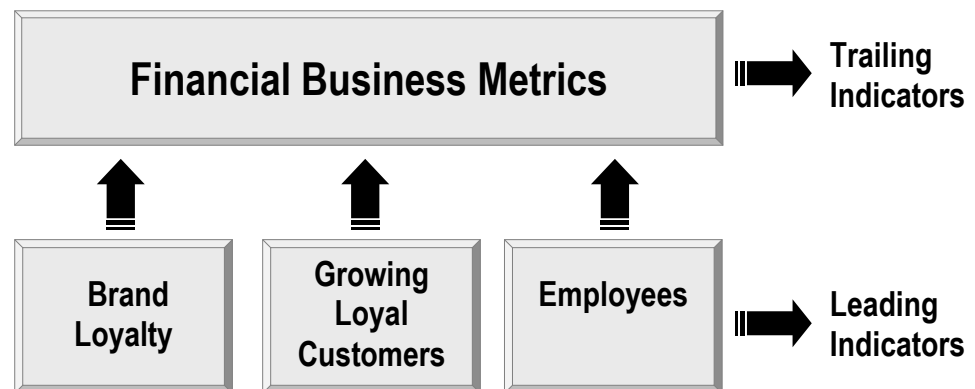 Financial Business Metrics
Trailing
Indicators
Brand
Loyalty
Growing
Loyal
Customers
Employees
Leading
Indicators